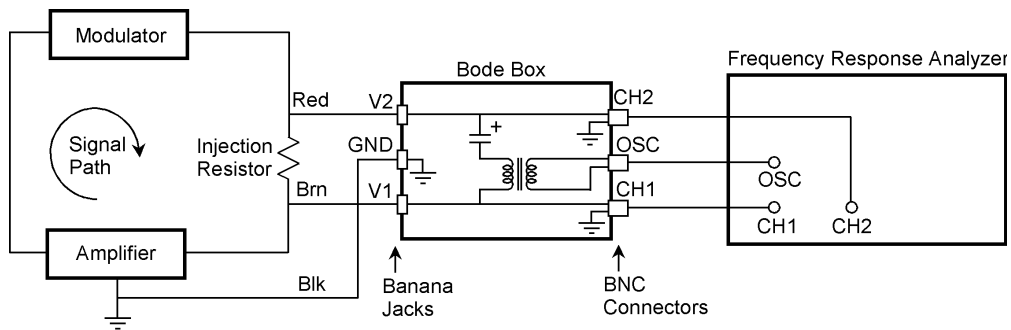 Modulator
Signal
Path
Injection
Resistor
Amplifier
Red
Brn
Blk
V2
GND
V1
Bode Box
+
CH2
OSC
CH1
Banana
Jacks
BNC
Connectors
Frequency Response Analyzer
OSC
CH1
CH2